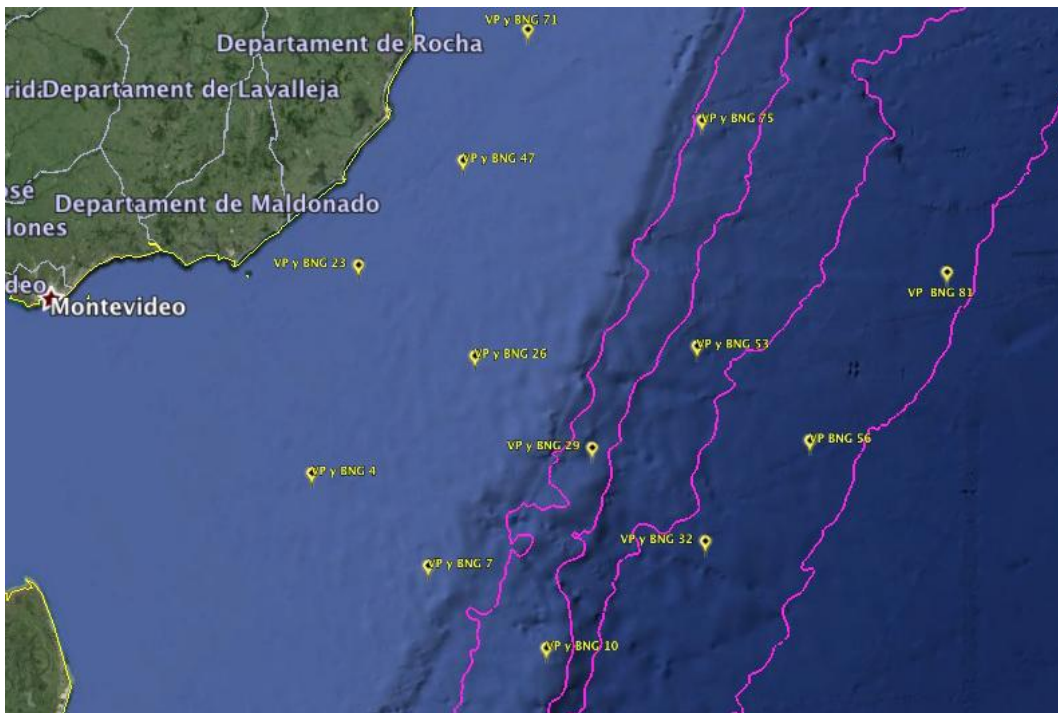 VP y BNG 71
Departament de Rocha
rida
Departament de Lavalleja
VP y BNG 75
VP y BNG 47
osé
Departament de Maldonado
lones
VP y BNG 23
deo
Montevideo
VP BNG 81
VP y BNG 53
VP y BNG 26
VP y BNG 29
VP BNG 56
VP y BNG 4
VP y BNG 32
VP y BNG 7
VP y BNG 10